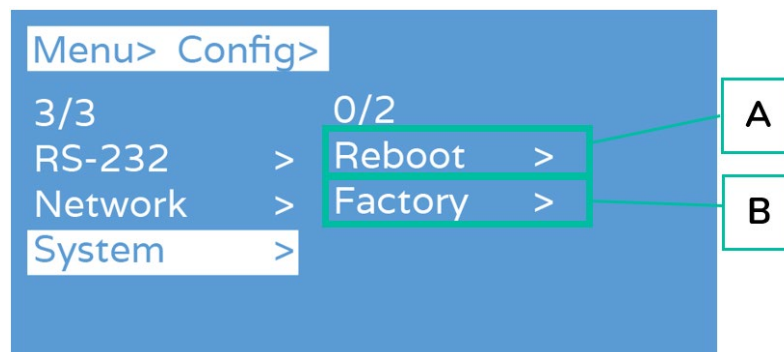 Menu> Config>
3/3
RS-232 >
Network >
System >
0/2
Reboot >
Factory >
A
B